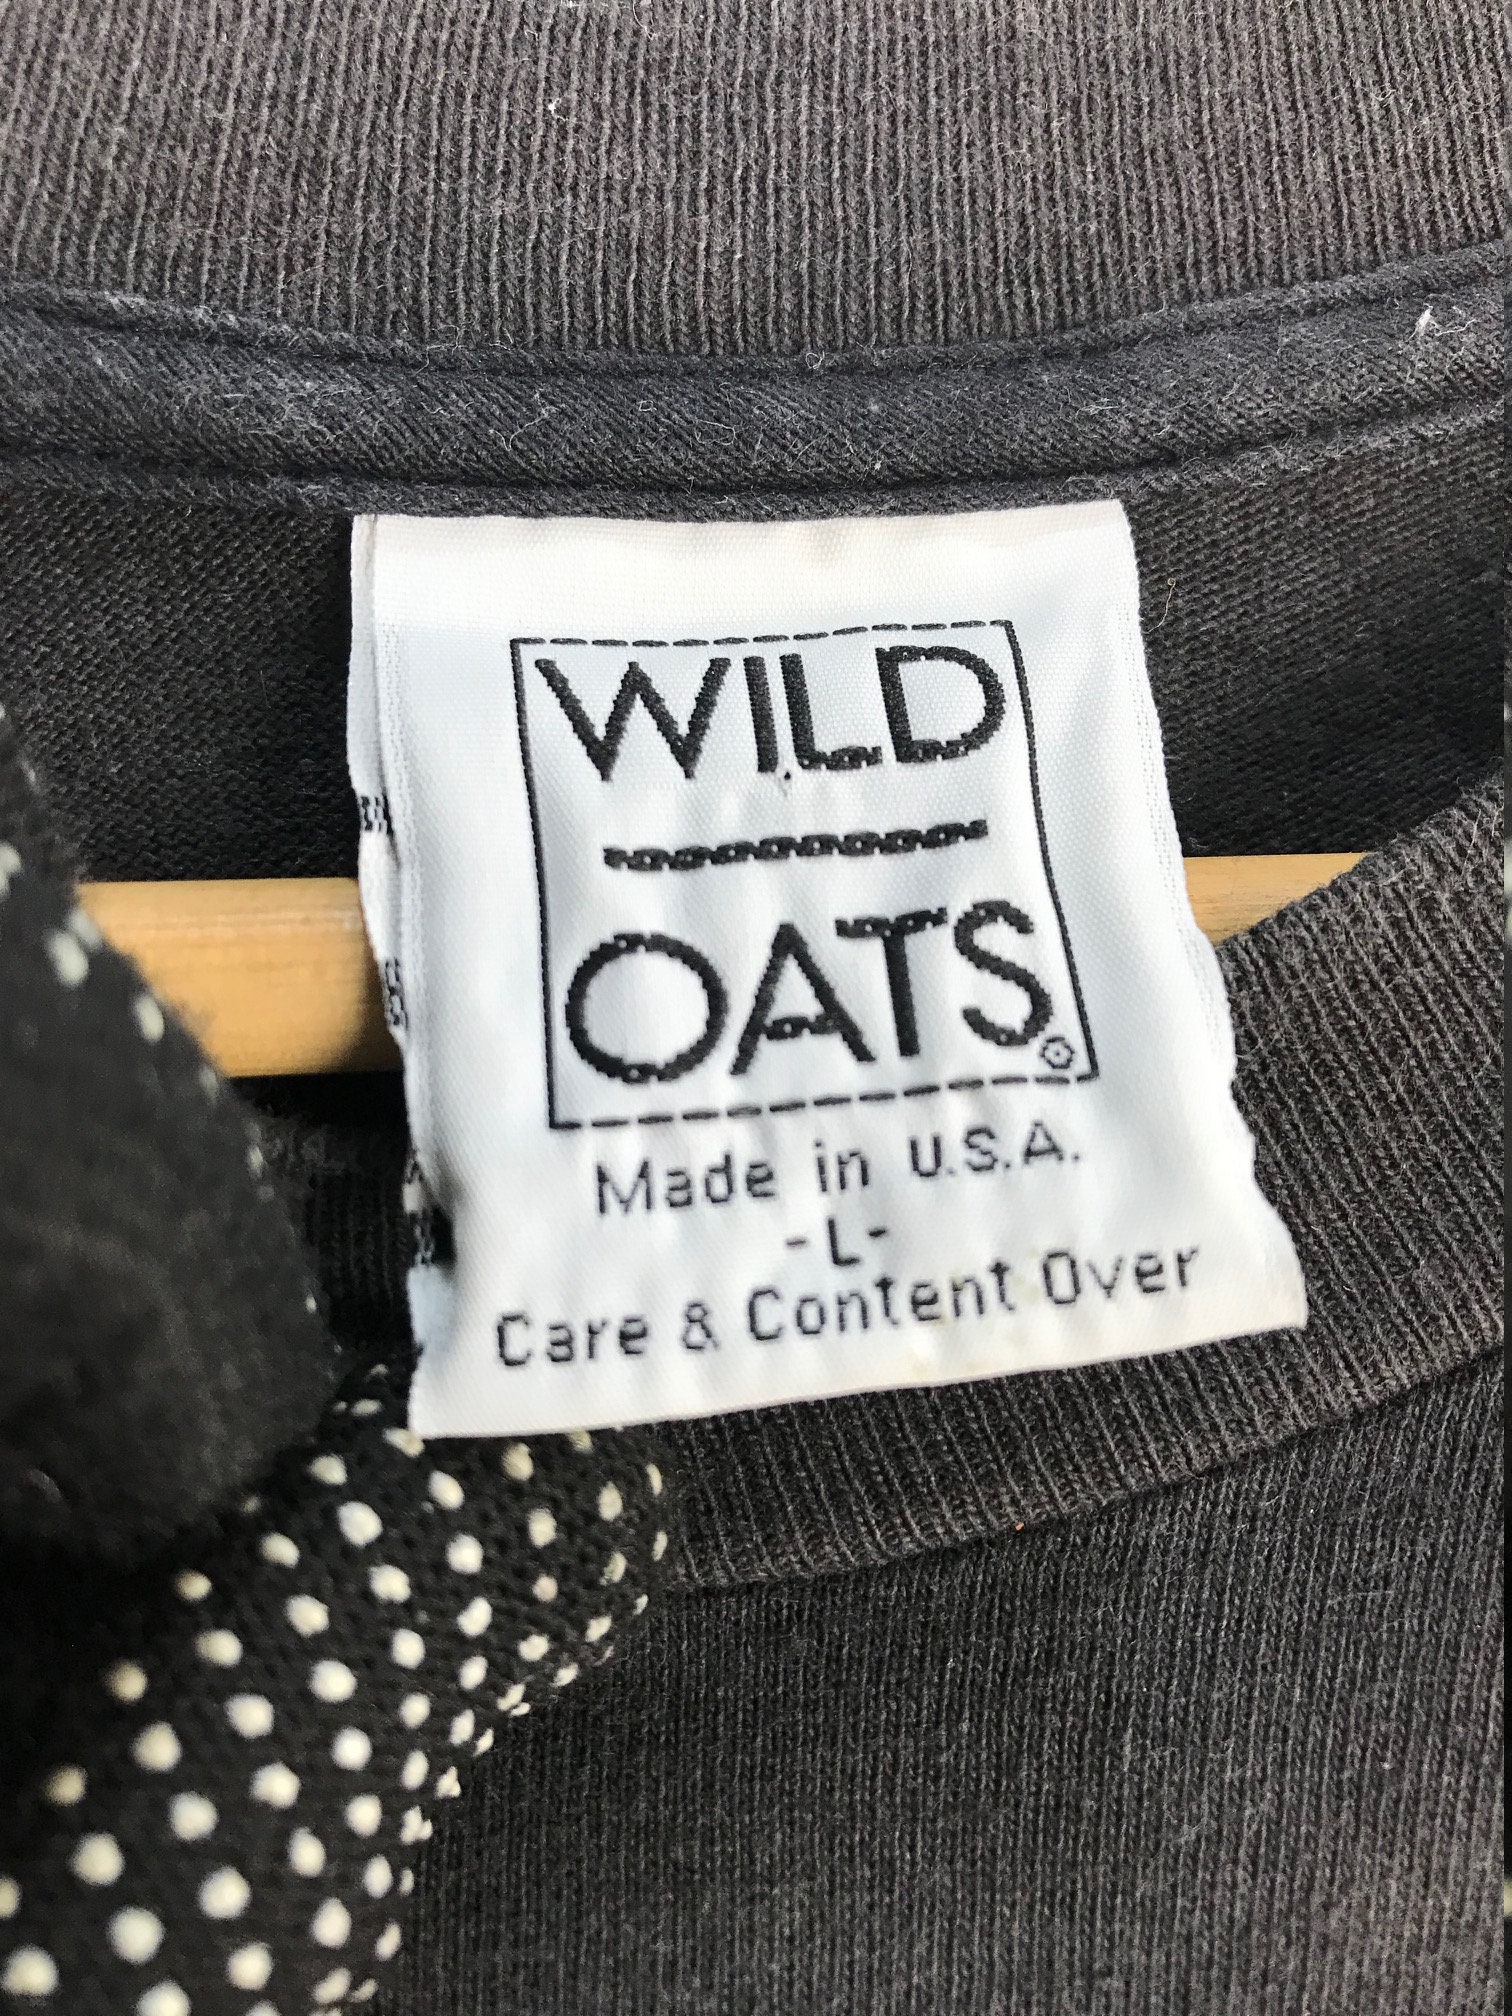 WILD
OATS®
Made in U.S.A.
-L-
Care & Content Over